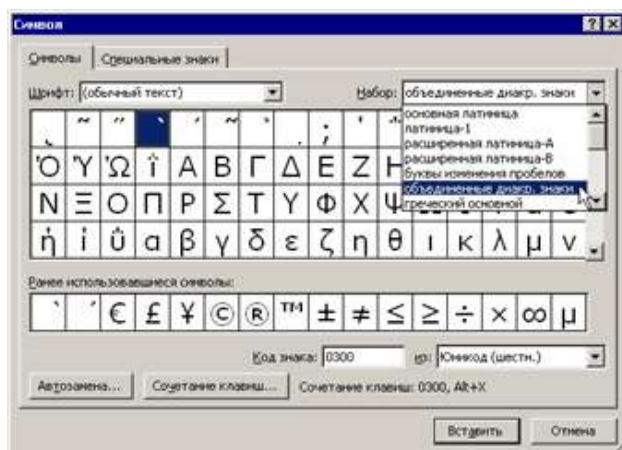 Символ
Символы Специальные знаки
Шрифт: (обычный текст) Набор: объединенные диакр. знаки
основная латиница
латиница-1
расширенная латиница-A
расширенная латиница-B
буквы изменения пробелов
объединенные диакр. знаки
греческий основной
Ό Ύ Ώ ΐ Α Β Γ Δ Ε Ζ Η
Ν Ξ Ο Π Ρ Σ Τ Υ Φ Χ Ψ
ή ί ΰ α β γ δ ε ζ η θ ι κ λ μ ν
Ранее использовавшиеся символы:
̀ ́ € £ ¥ © ® ™ ± ≠ ≤ ≥ ÷ × ∞ µ
Код знака: 0300 из: Юникод (шестн.)
Автозамена... Сочетание клавиш... Сочетание клавиш: 0300, Alt+X
Вставить Отмена